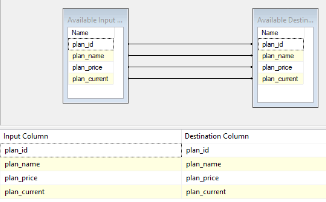 Available Input ...
Available Destin...
Name
plan_id
plan_name
plan_price
plan_current
Name
plan_id
plan_name
plan_price
plan_current
Input Column Destination Column
plan_id plan_id
plan_name plan_name
plan_price plan_price
plan_current plan_current